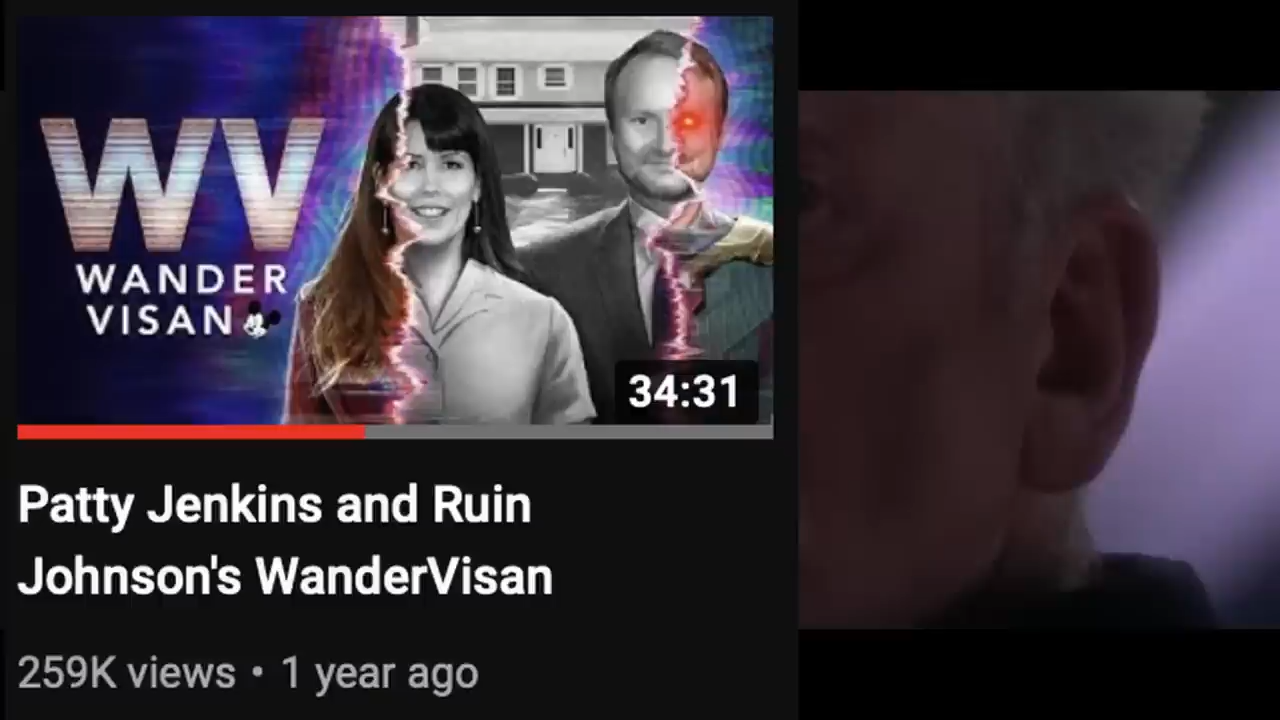 WV
WANDER
VISAN
34:31
Patty Jenkins and Ruin
Johnson's WanderVisan
259K views • 1 year ago